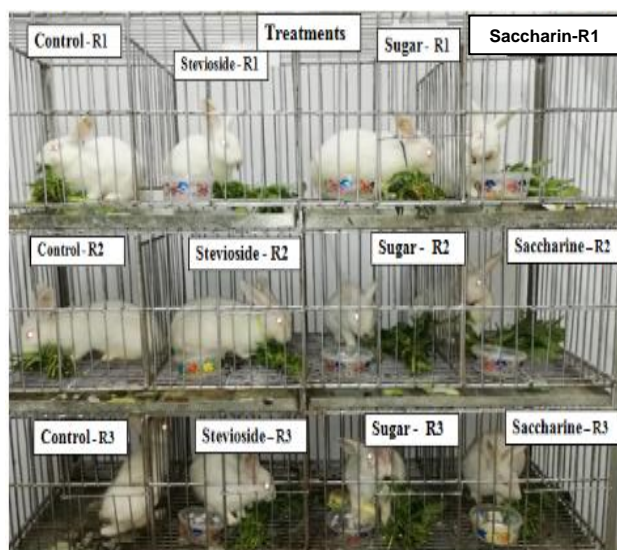 Treatments
Control-R1
Stevioside-R1
Sugar-R1
Saccharin-R1
Control-R2
Stevioside-R2
Sugar- R2
Saccharine–R2
Control-R3
Stevioside–R3
Sugar - R3
Saccharine–R3